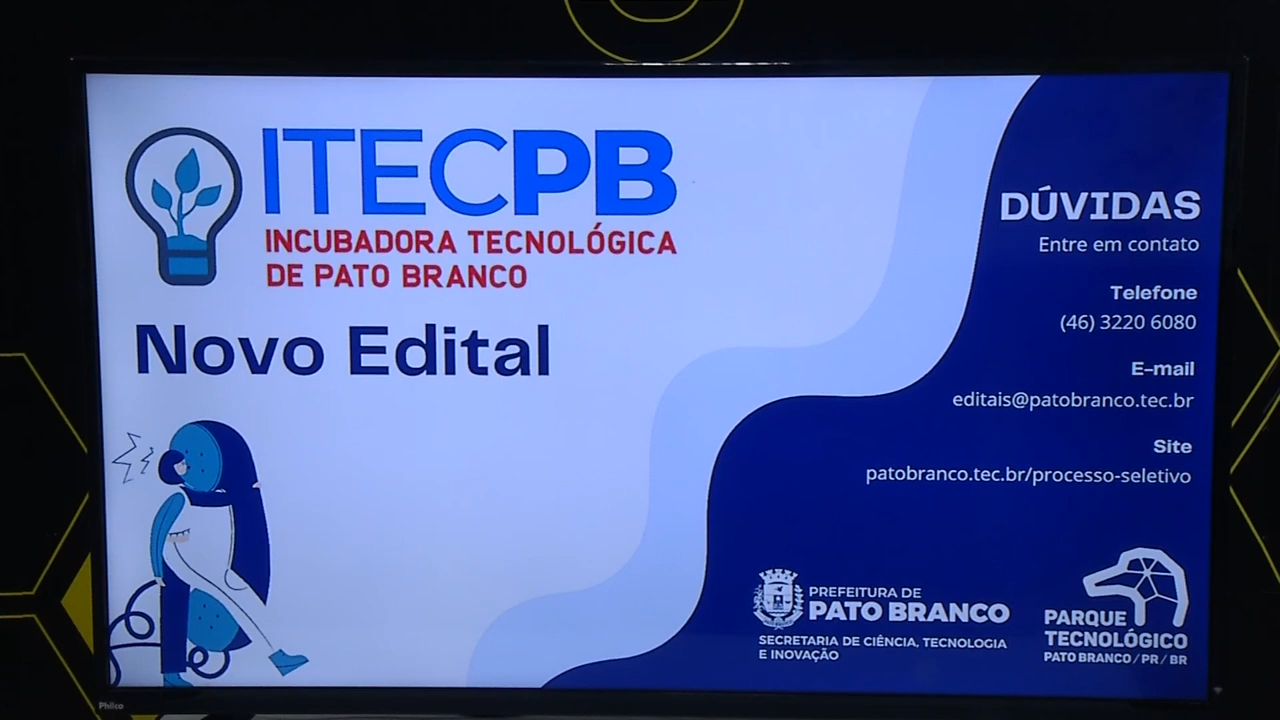 ITECPB
INCUBADORA TECNOLÓGICA
DE PATO BRANCO
Novo Edital
DÚVIDAS
Entre em contato
Telefone
(46) 3220 6080
E-mail
editais@patobranco.tec.br
Site
patobranco.tec.br/processo-seletivo
PREFEITURA DE
PATO BRANCO
SECRETARIA DE CIÊNCIA, TECNOLOGIA
E INOVAÇÃO
PARQUE
TECNOLÓGICO
PATO BRANCO / PR / BR
Philco